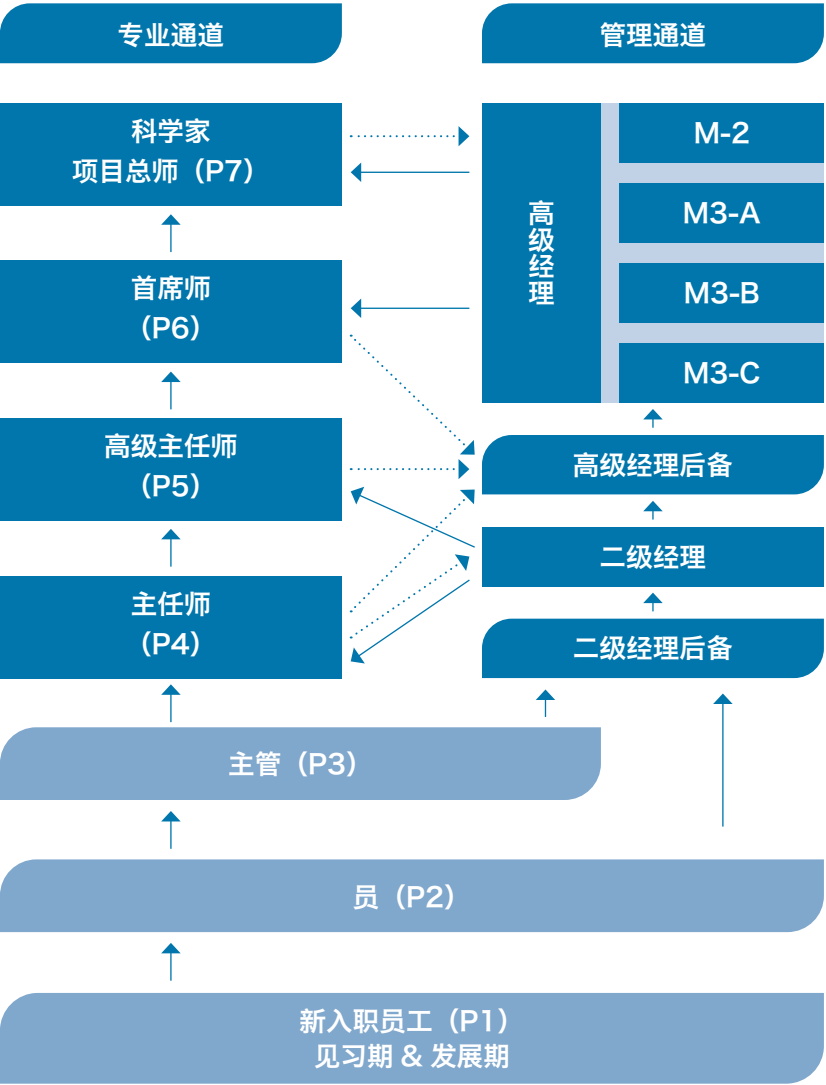 专业通道
管理通道
科学家
项目总师（P7）
首席师
（P6）
高级主任师
（P5）
主任师
（P4）
高级经理
M-2
M3-A
M3-B
M3-C
高级经理后备
二级经理
二级经理后备
主管（P3）
员（P2）
新入职员工（P1）
见习期 & 发展期